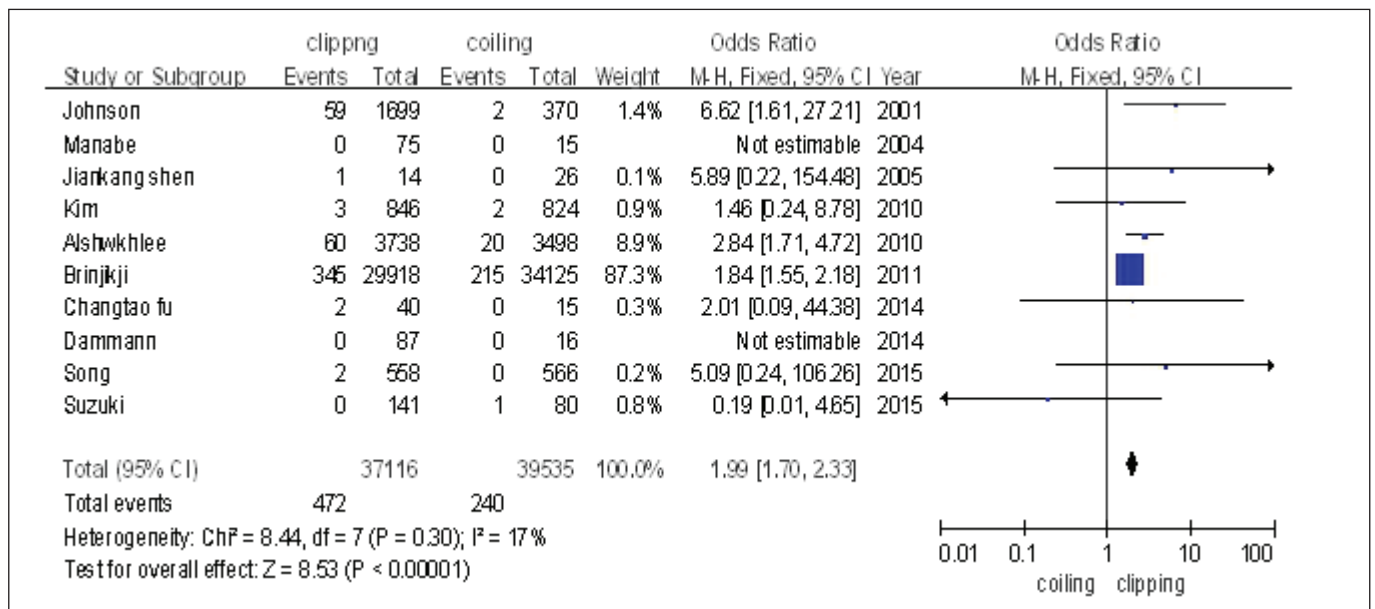 clippng coiling Odds Ratio Odds Ratio
Study or Subgroup Events Total Events Total Weight M-H, Fixed, 95% CI Year M-H, Fixed, 95% CI
Johnson 59 1699 2 370 1.4% 6.62 [1.61, 27.21] 2001
Manabe 0 75 0 15 Not estimable 2004
Jiankang shen 1 14 0 26 0.1% 5.89 [0.22, 154.48] 2005
Kim 3 846 2 824 0.9% 1.46 [0.24, 8.78] 2010
Alshwkhlee 60 3738 20 3498 8.9% 2.84 [1.71, 4.72] 2010
Brinjikji 345 29918 215 34125 87.3% 1.84 [1.55, 2.18] 2011
Changtao fu 2 40 0 15 0.3% 2.01 [0.09, 44.38] 2014
Dammann 0 87 0 16 Not estimable 2014
Song 2 558 0 566 0.2% 5.09 [0.24, 106.26] 2015
Suzuki 0 141 1 80 0.8% 0.19 [0.01, 4.65] 2015
Total (95% CI) 37116 39535 100.0% 1.99 [1.70, 2.33]
Total events 472 240
Heterogeneity: Chi² = 8.44, df = 7 (P = 0.30); I² = 17%
Test for overall effect: Z = 8.53 (P < 0.00001)
0.01 0.1 1 10 100
coiling clipping